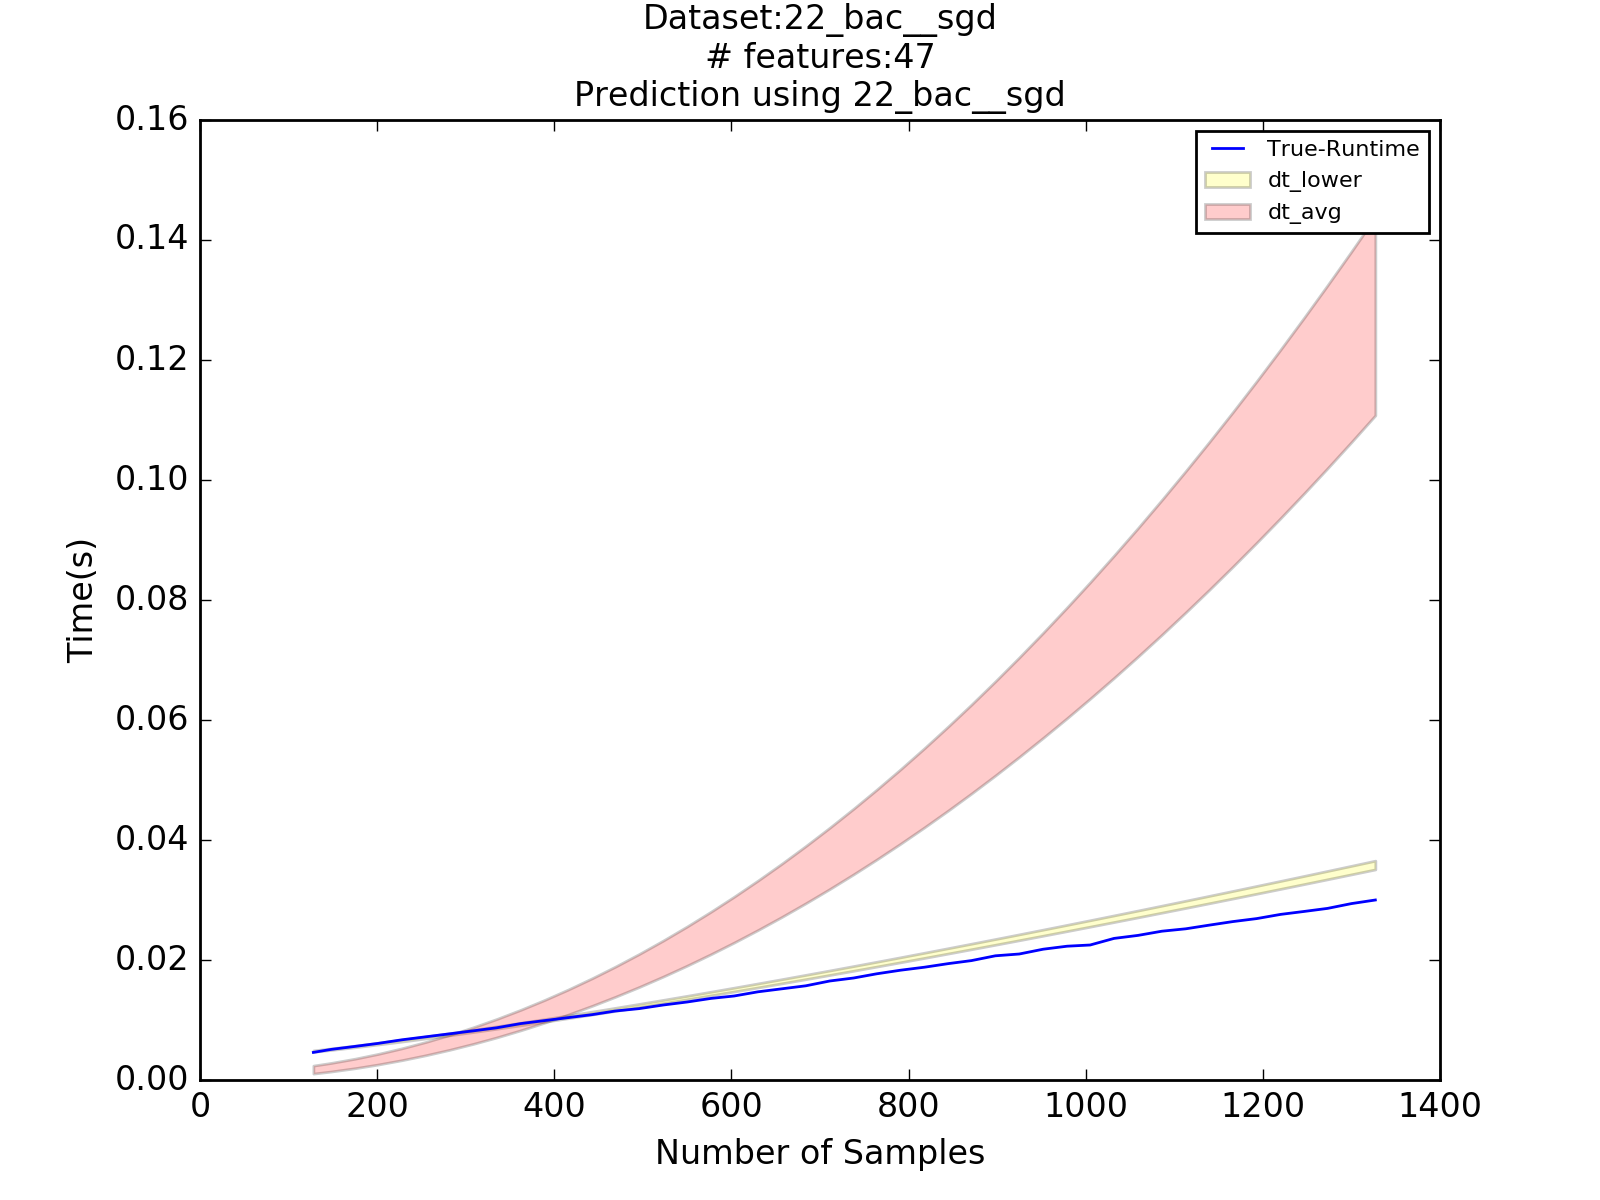 Dataset:22_bac__sgd
# features:47
Prediction using 22_bac__sgd
0.16
0.14
0.12
0.10
0.08
0.06
0.04
0.02
0.00
Time(s)
True-Runtime
dt_lower
dt_avg
0 200 400 600 800 1000 1200 1400
Number of Samples